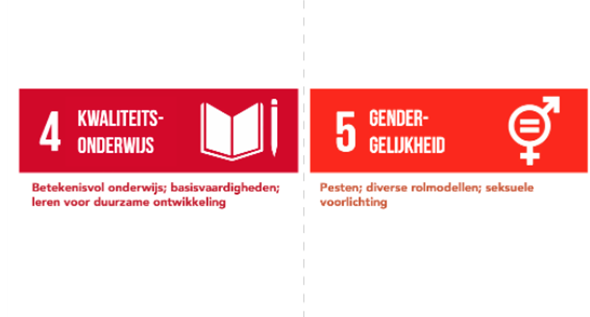 4 KWALITEITS-
ONDERWIJS
Betekenisvol onderwijs; basisvaardigheden;
leren voor duurzame ontwikkeling
5 GENDER-
GELIJKHEID
Pesten; diverse rolmodellen; seksuele
voorlichting